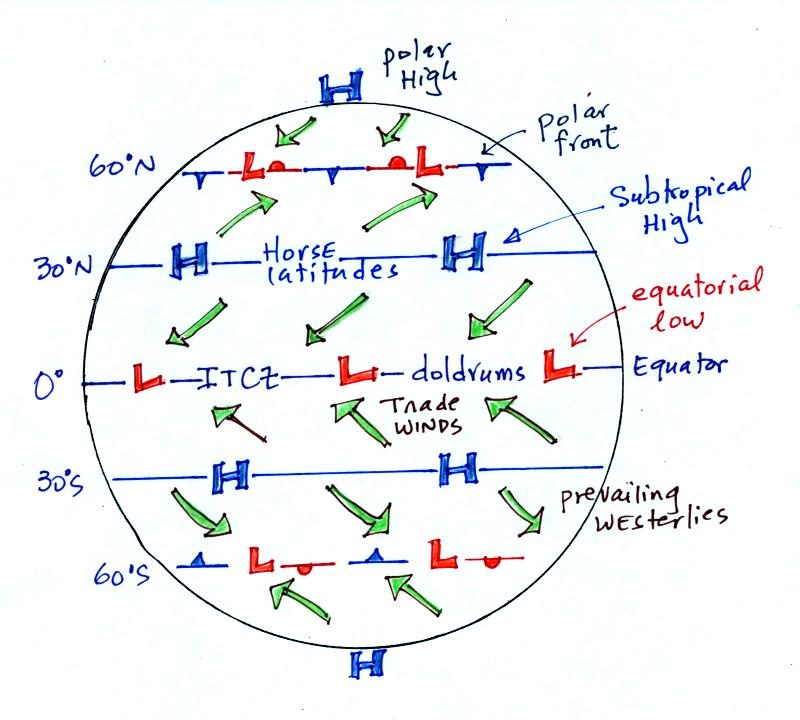 polar
High
H
Polar
front
60°N
L
L
Subtropical
High
30°N
H
Horse
latitudes
H
equatorial
low
0°
L
ITCZ
L
doldrums
L
Equator
Trade
WINDS
30°S
H
H
prevailing
WEsterlies
60°S
L
L
H